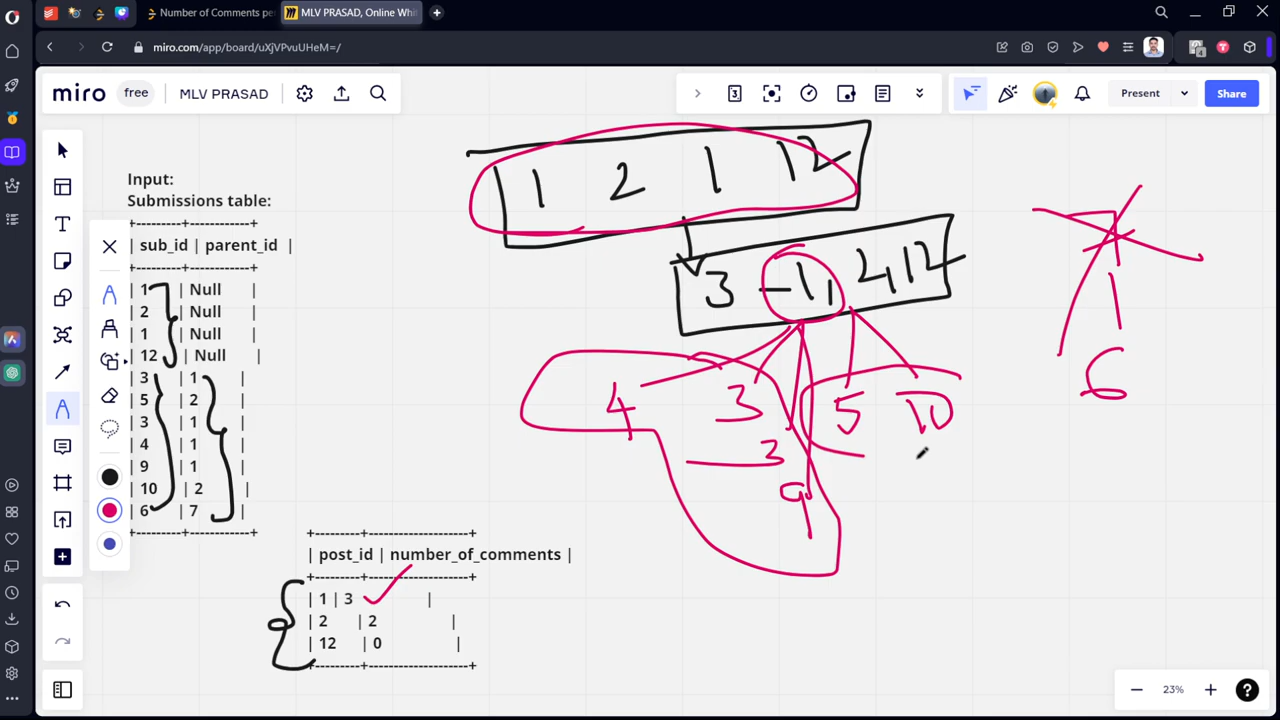 Number of Comments pe
MLV PRASAD, Online Whi
miro.com/app/board/uXjVPvuUHeM=/
miro
free
MLV PRASAD
Present
Share
Input:
Submissions table:
+--------+-----------+
| sub_id | parent_id |
+--------+-----------+
| 1 | Null |
| 2 | Null |
| 1 | Null |
| 12 | Null |
| 3 | 1 |
| 5 | 2 |
| 3 | 1 |
| 4 | 1 |
| 9 | 1 |
| 10 | 2 |
| 6 | 7 |
+--------+-----------+
+---------+--------------------+
| post_id | number_of_comments |
+---------+--------------------+
| 1 | 3 |
| 2 | 2 |
| 12 | 0 |
+---------+--------------------+
1 2 1 12
3 - 1,
4 3 5 10
3
9
6
23%